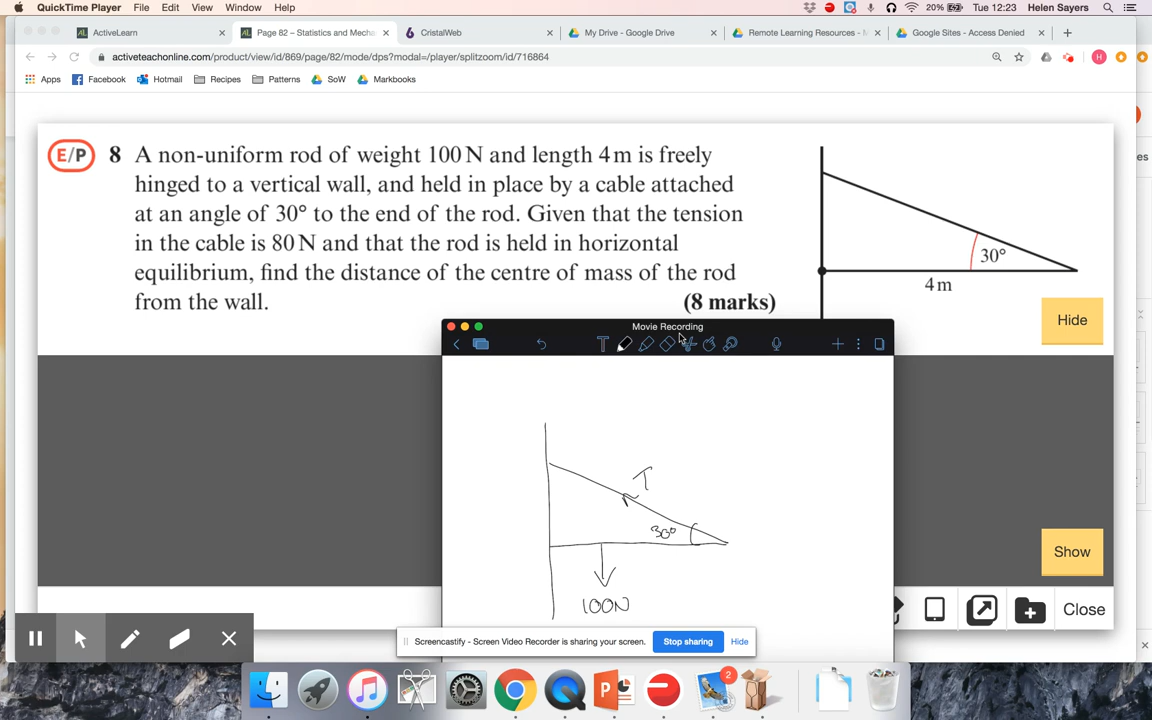 QuickTime Player File Edit View Window Help 20% Tue 12:23 Helen Sayers
ActiveLearn Page 82 – Statistics and Mecha CristalWeb My Drive - Google Drive Remote Learning Resources - Google Sites - Access Denied
activeteachonline.com/product/view/id/869/page/82/mode/dps?modal=/player/splitzoom/id/716864 H
Apps Facebook Hotmail Recipes Patterns SoW Markbooks
E/P 8 A non-uniform rod of weight 100 N and length 4 m is freely
hinged to a vertical wall, and held in place by a cable attached
at an angle of 30° to the end of the rod. Given that the tension
in the cable is 80 N and that the rod is held in horizontal
equilibrium, find the distance of the centre of mass of the rod
from the wall. (8 marks)
30°
4 m
Hide
es
Movie Recording
T
T
30°
100N
Show
Close
Screencastify - Screen Video Recorder is sharing your screen. Stop sharing Hide
2